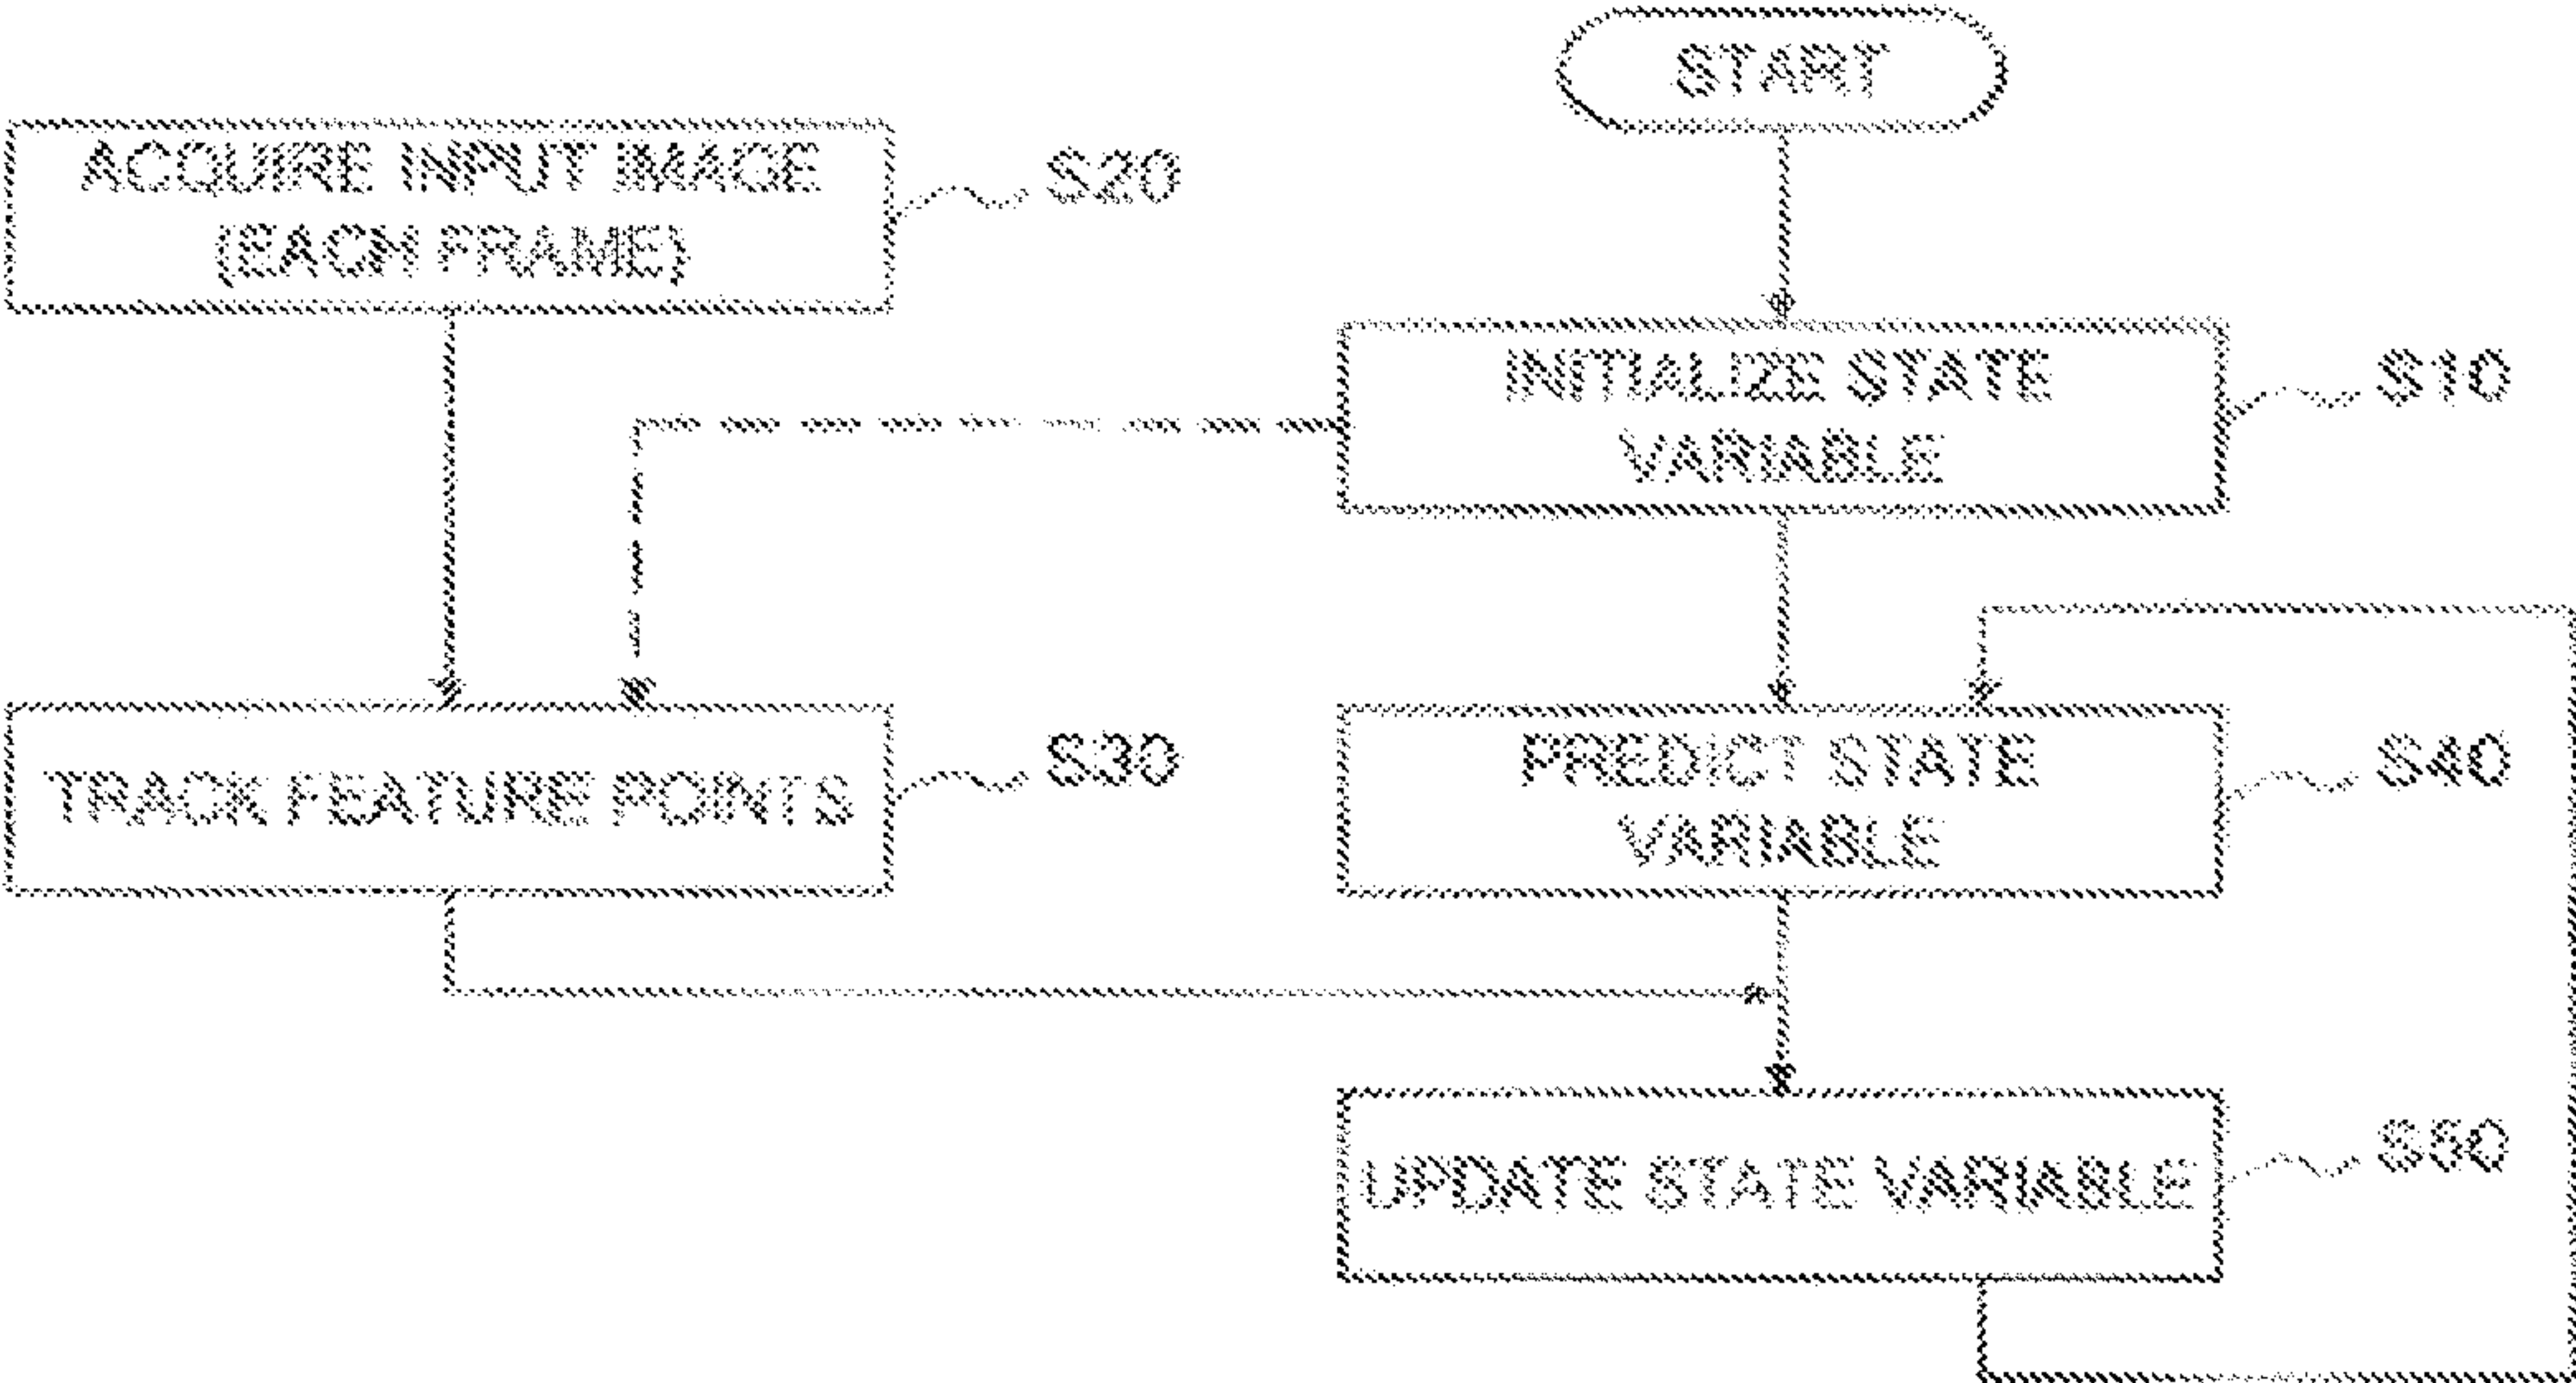 START
ACQUIRE INPUT IMAGE
(EACH FRAME)
S20
INITIALIZE STATE
VARIABLE
S10
TRACK FEATURE POINTS
S30
PREDICT STATE
VARIABLE
S40
UPDATE STATE VARIABLE
S50